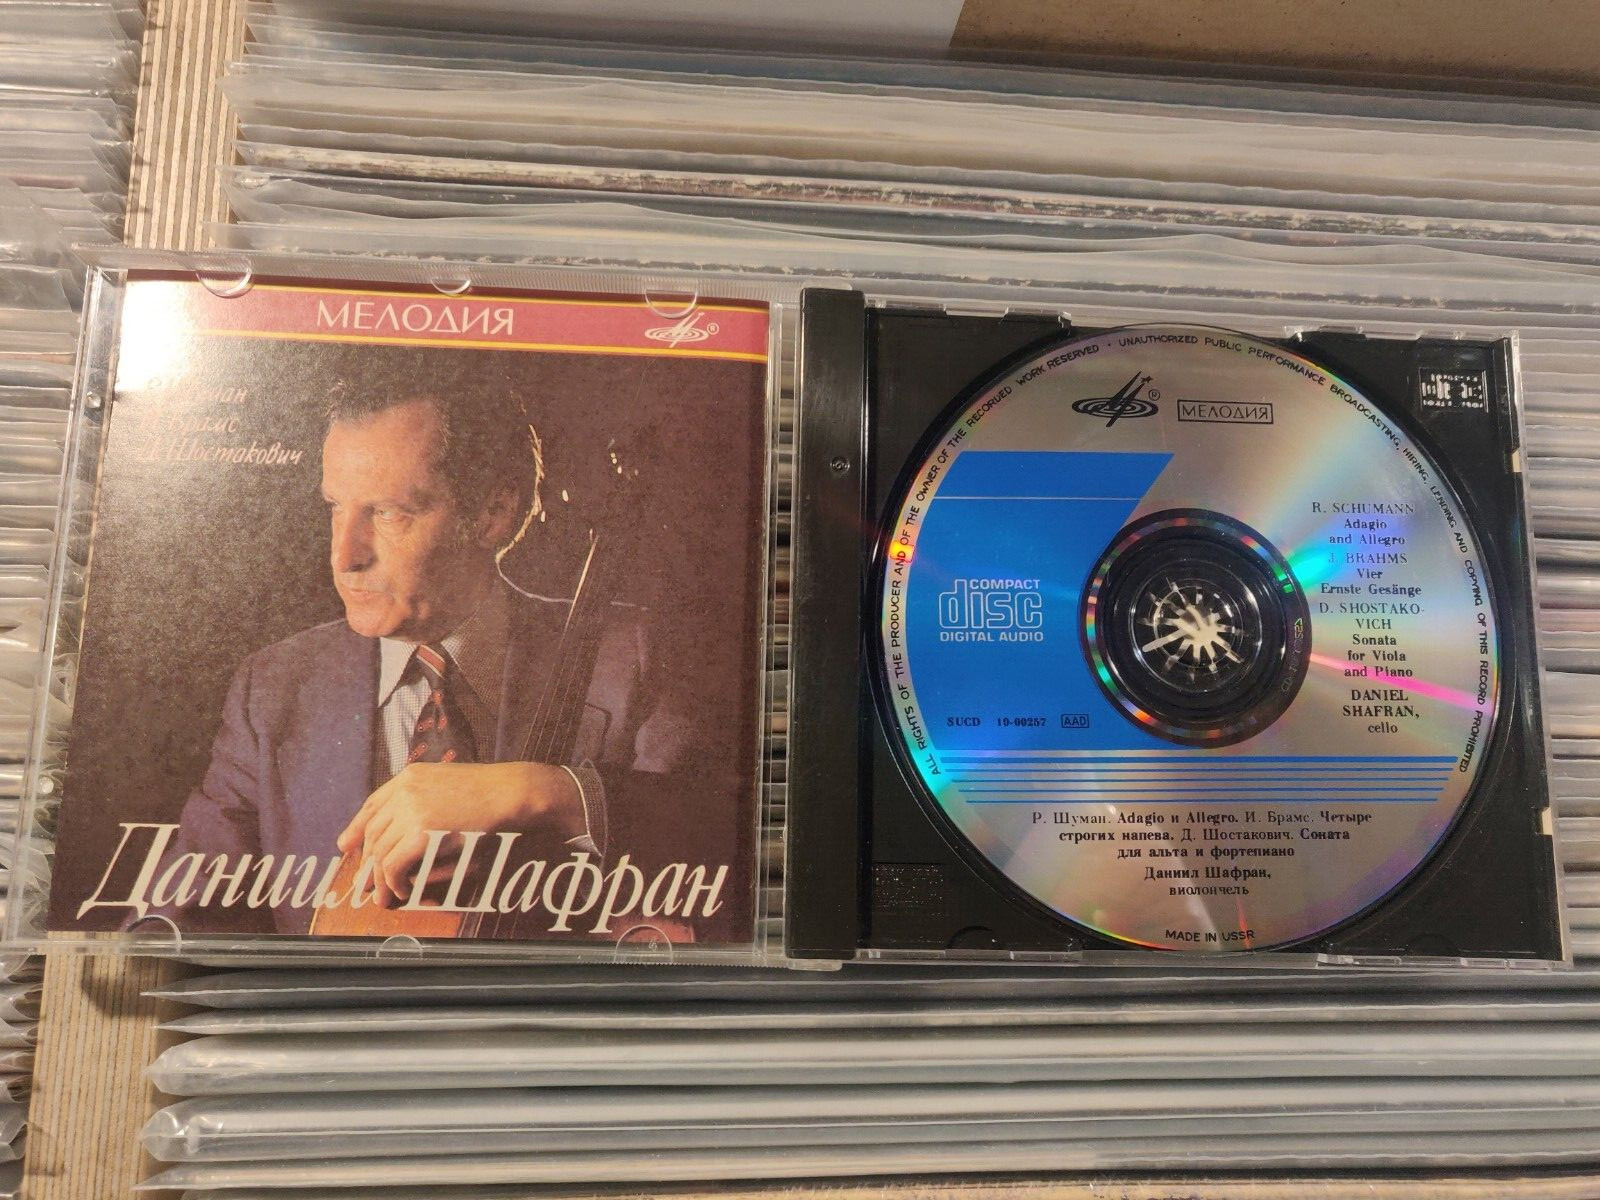 МЕЛОДИЯ
®
Д. Шостакович
Даниил Шафран
ALL RIGHTS OF THE PRODUCER AND OF THE OWNER OF THE RECORDED WORK RESERVED · UNAUTHORIZED PUBLIC PERFORMANCE BROADCASTING, HIRING, LENDING AND COPYING OF THIS RECORD PROHIBITED
® МЕЛОДИЯ
R. SCHUMANN
Adagio
and Allegro
J. BRAHMS
Vier
Ernste Gesänge
D. SHOSTAKO-
VICH
Sonata
for Viola
and Piano
DANIEL
SHAFRAN,
cello
COMPACT
disc
DIGITAL AUDIO
SUCD 10-00257 AAD
Р. Шуман. Adagio и Allegro. И. Брамс. Четыре
строгих напева. Д. Шостакович. Соната
для альта и фортепиано
Даниил Шафран,
виолончель
MADE IN USSR